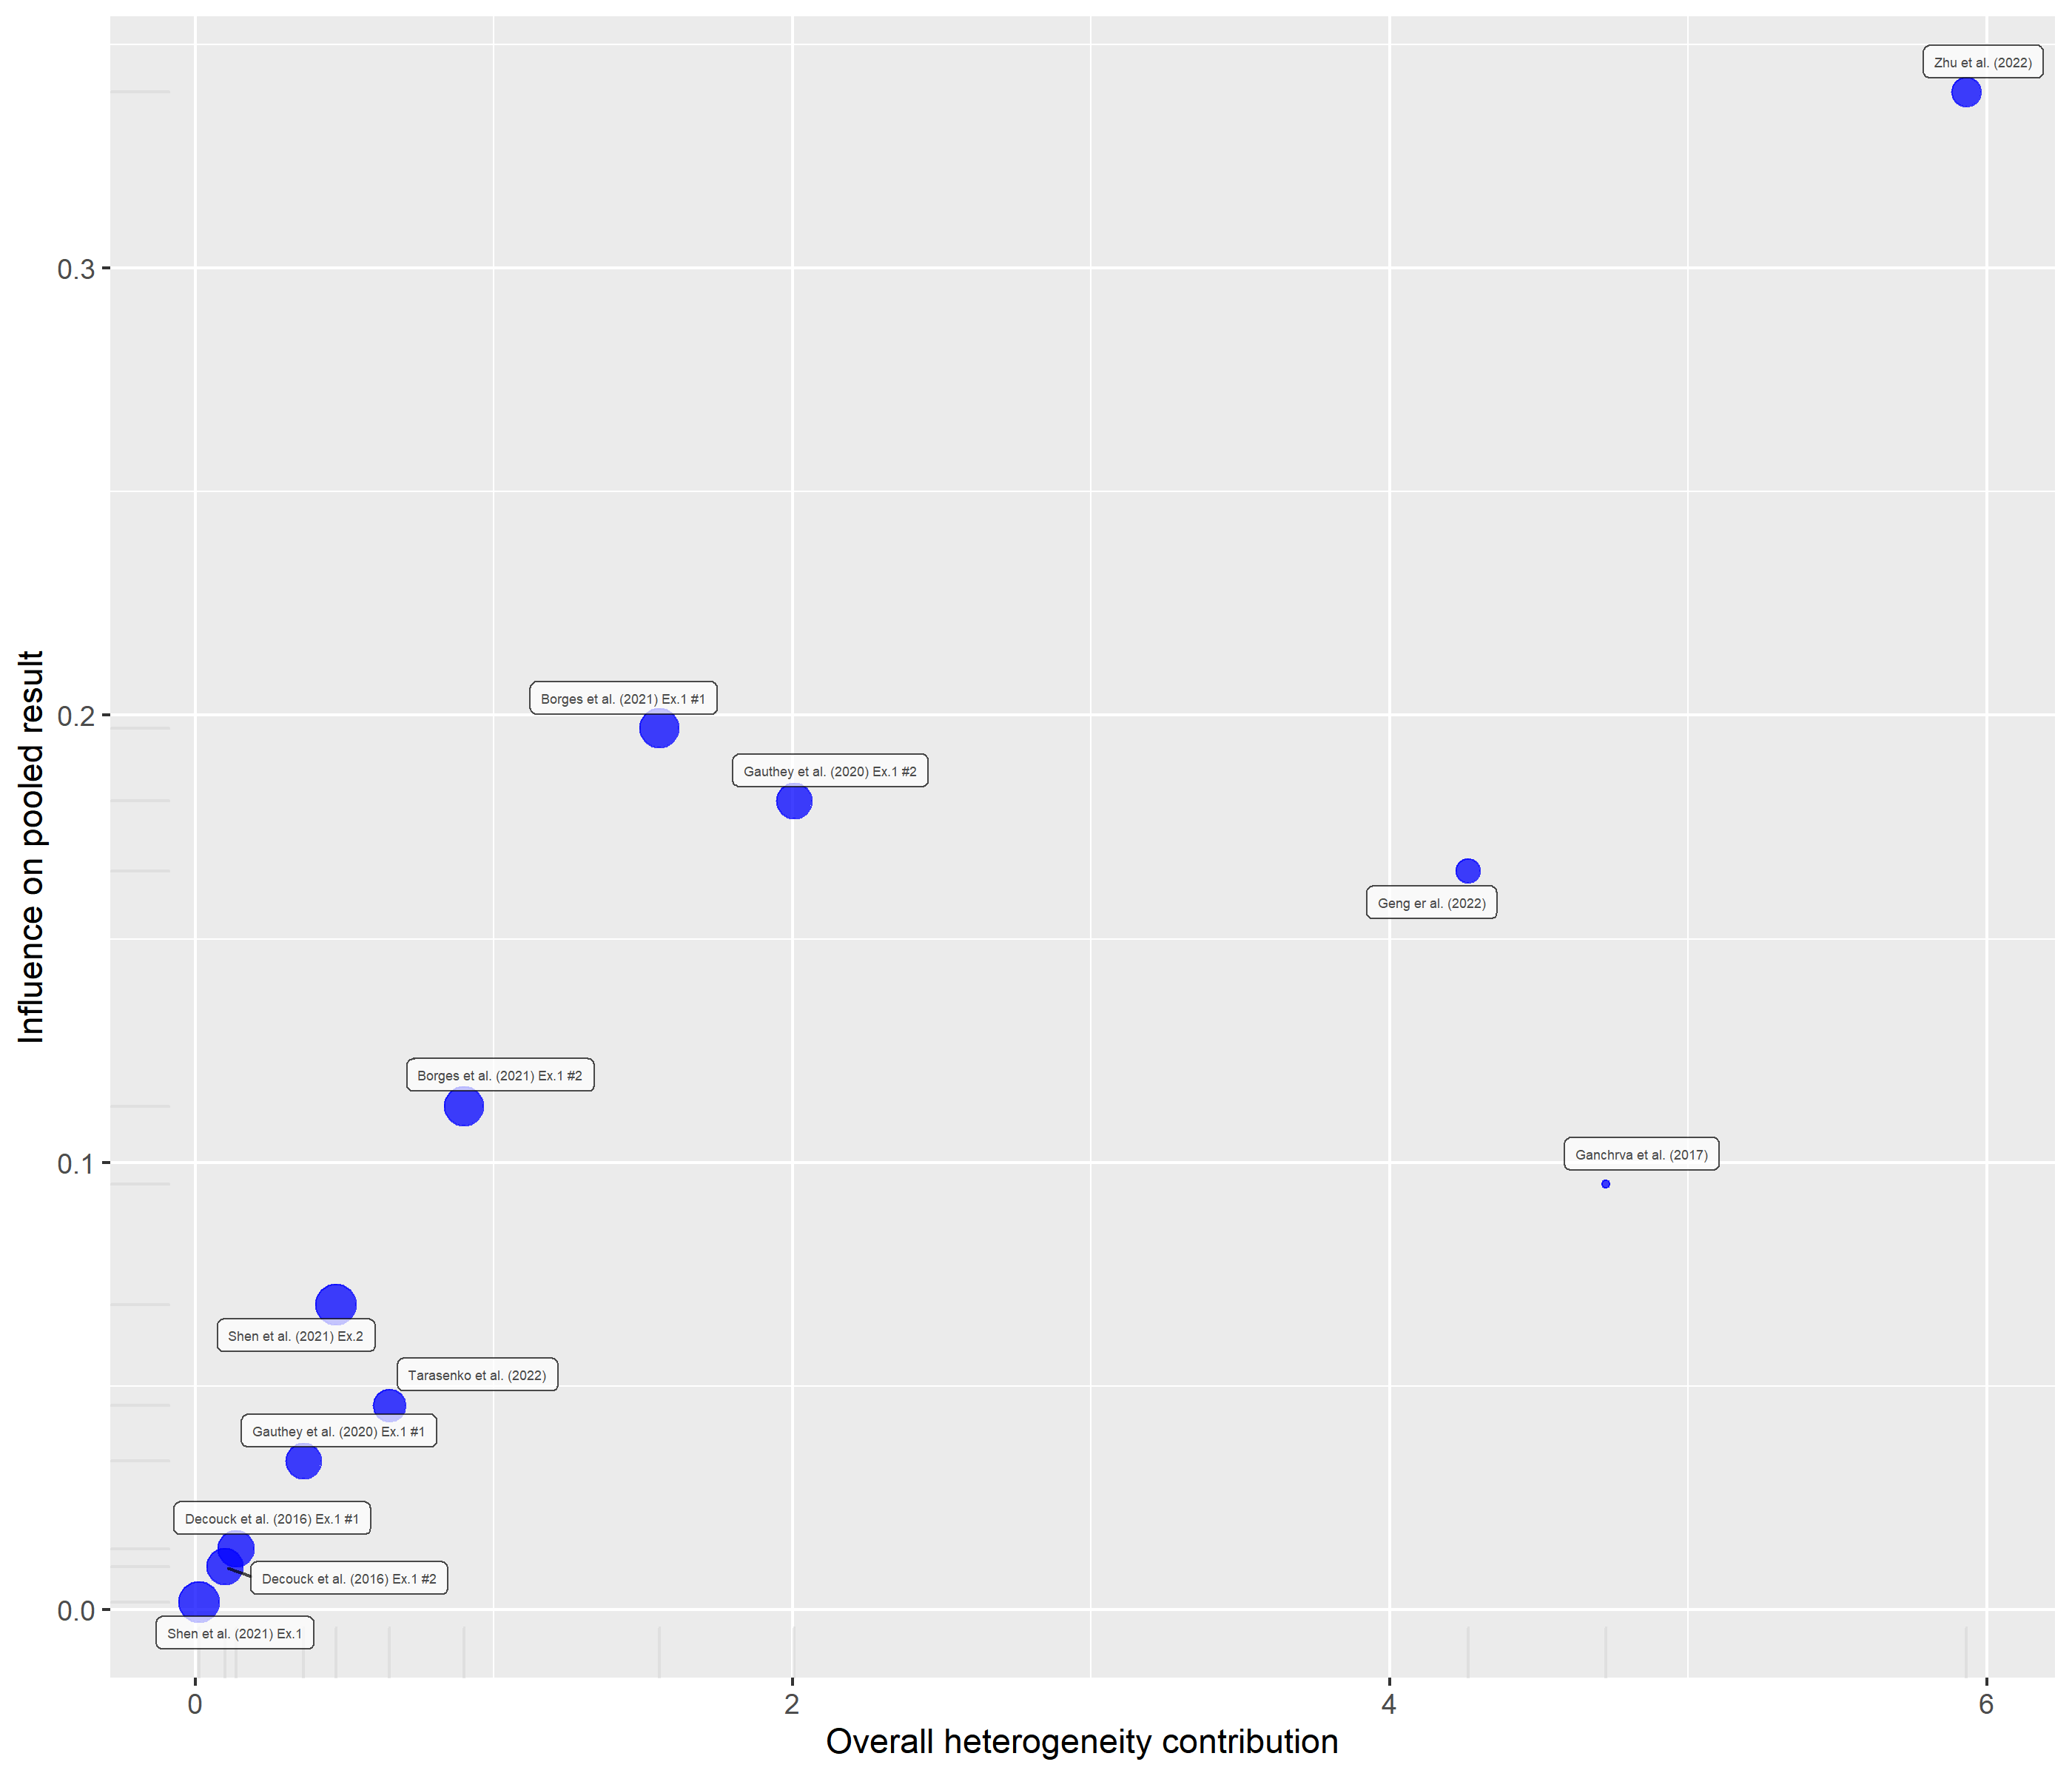 Zhu et al. (2022)
0.3
Borges et al. (2021) Ex.1 #1
0.2
Gauthey et al. (2020) Ex.1 #2
Geng er al. (2022)
Influence on pooled result
Borges et al. (2021) Ex.1 #2
Ganchrva et al. (2017)
0.1
Shen et al. (2021) Ex.2
Tarasenko et al. (2022)
Gauthey et al. (2020) Ex.1 #1
Decouck et al. (2016) Ex.1 #1
Decouck et al. (2016) Ex.1 #2
0.0
Shen et al. (2021) Ex.1
0
2
4
6
Overall heterogeneity contribution